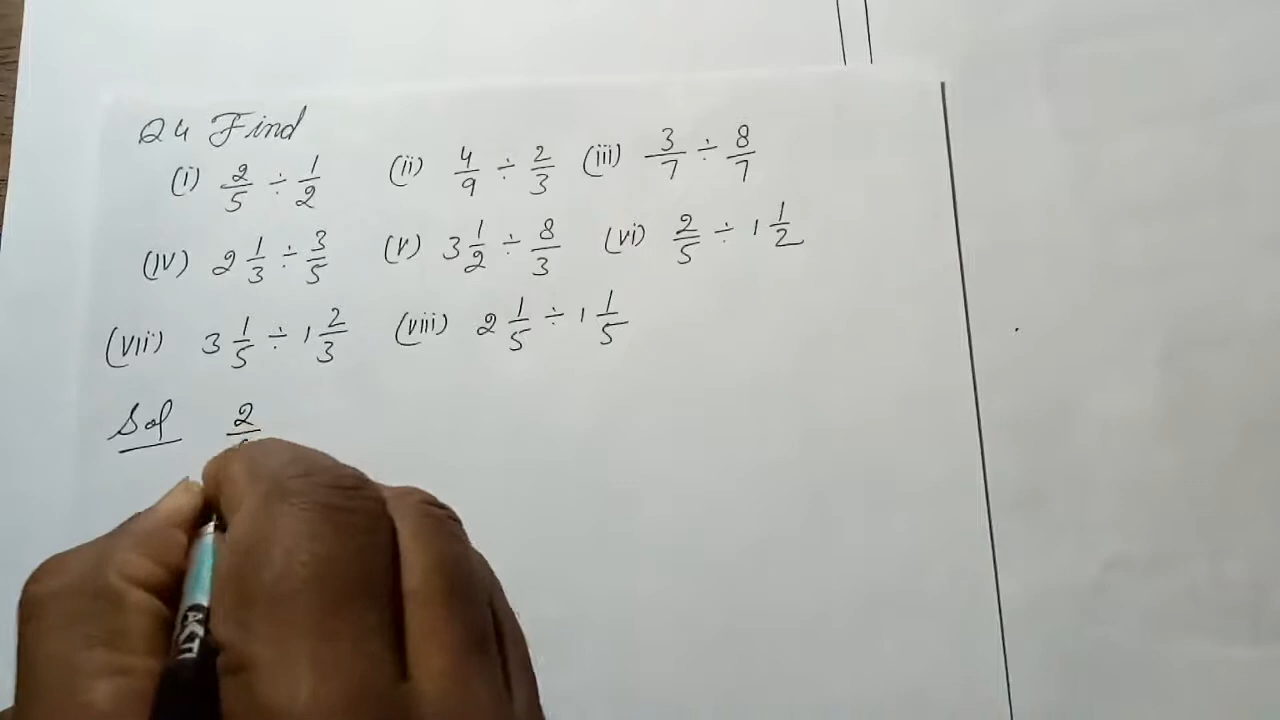 Q4 Find
(i) 2/5 ÷ 1/2 (ii) 4/9 ÷ 2/3 (iii) 3/7 ÷ 8/7
(iv) 2 1/3 ÷ 3/5 (v) 3 1/2 ÷ 8/3 (vi) 2/5 ÷ 1 1/2
(vii) 3 1/5 ÷ 1 2/3 (viii) 2 1/5 ÷ 1 1/5
Sol 2